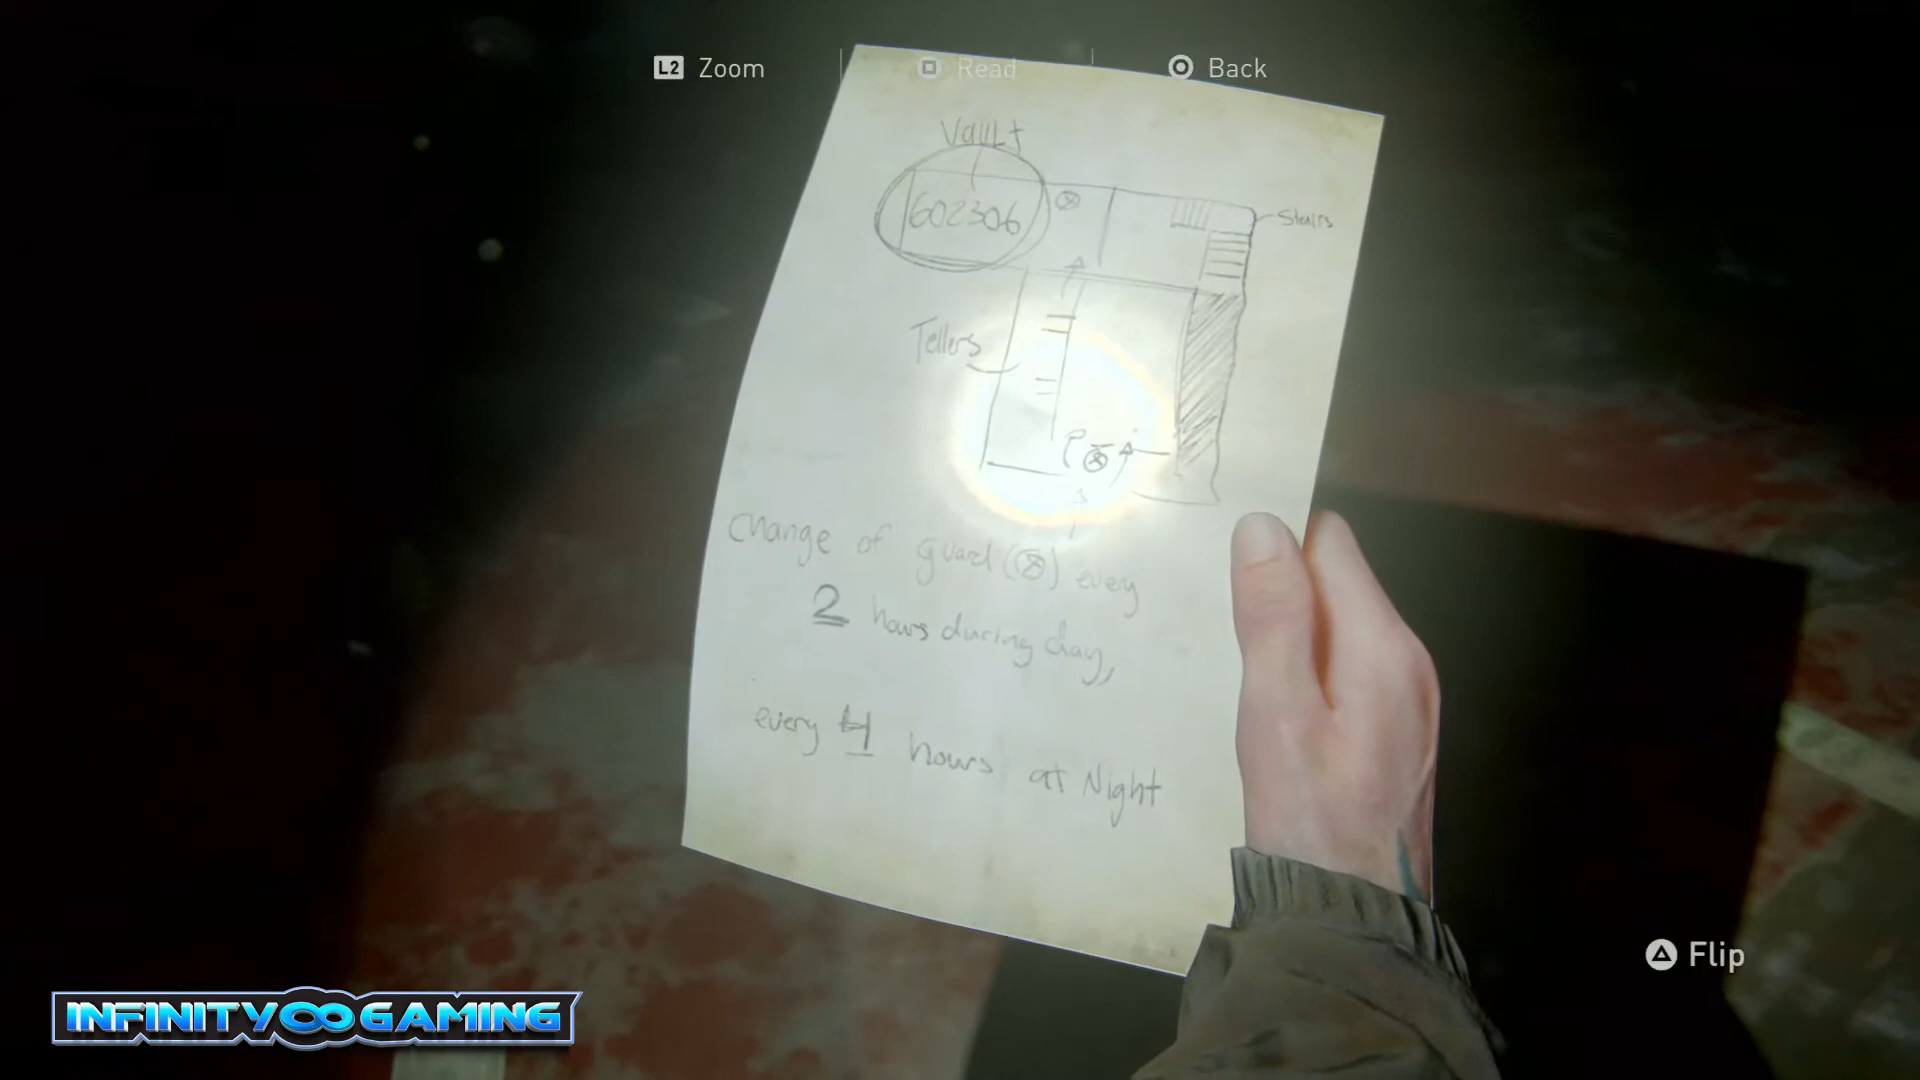 L2 Zoom
Read
Back
Vault
602306
Stairs
Tellers
Change of guard (⊗) every
2 hours during day,
every 4 hours at Night
Flip
INFINITY GAMING